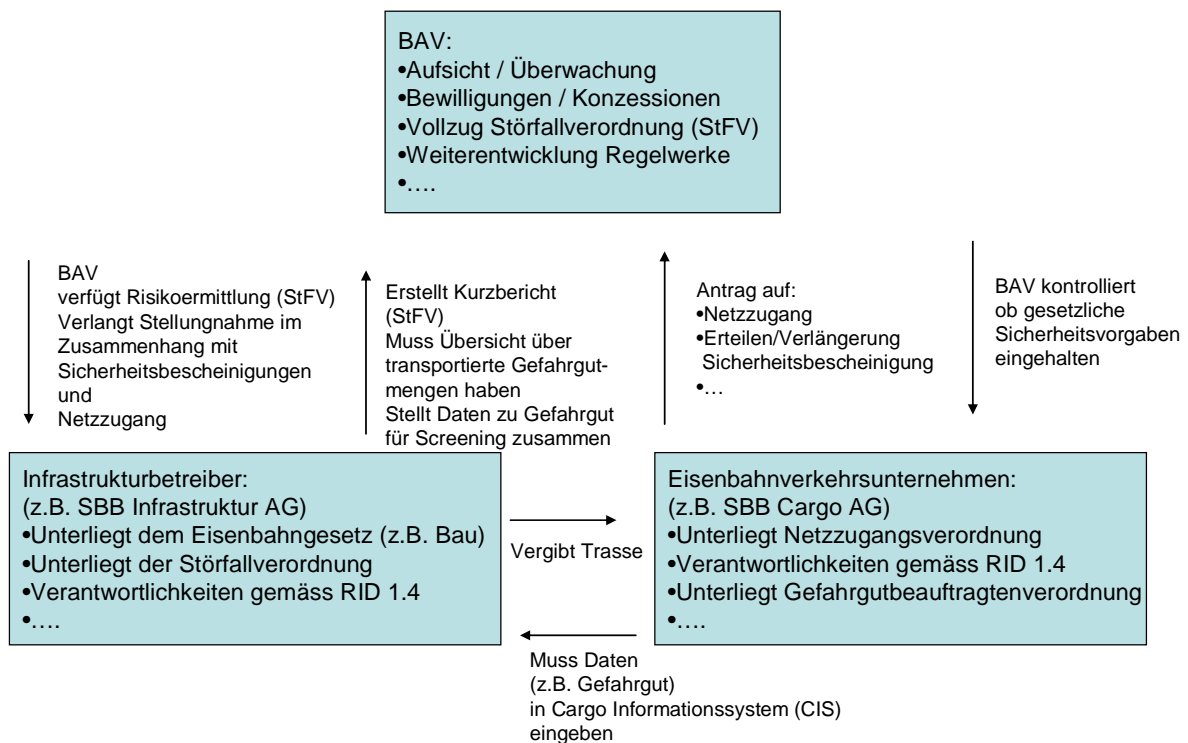 BAV:
•Aufsicht / Überwachung
•Bewilligungen / Konzessionen
•Vollzug Störfallverordnung (StFV)
•Weiterentwicklung Regelwerke
•….
BAV
verfügt Risikoermittlung (StFV)
Verlangt Stellungnahme im
Zusammenhang mit
Sicherheitsbescheinigungen
und
Netzzugang
Erstellt Kurzbericht
(StFV)
Muss Übersicht über
transportierte Gefahrgut-
mengen haben
Stellt Daten zu Gefahrgut
für Screening zusammen
Antrag auf:
•Netzzugang
•Erteilen/Verlängerung
Sicherheitsbescheinigung
•…
BAV kontrolliert
ob gesetzliche
Sicherheitsvorgaben
eingehalten
Infrastrukturbetreiber:
(z.B. SBB Infrastruktur AG)
•Unterliegt dem Eisenbahngesetz (z.B. Bau)
•Unterliegt der Störfallverordnung
•Verantwortlichkeiten gemäss RID 1.4
•….
Vergibt Trasse
Eisenbahnverkehrsunternehmen:
(z.B. SBB Cargo AG)
•Unterliegt Netzzugangsverordnung
•Verantwortlichkeiten gemäss RID 1.4
•Unterliegt Gefahrgutbeauftragtenverordnung
•….
Muss Daten
(z.B. Gefahrgut)
in Cargo Informationssystem (CIS)
eingeben